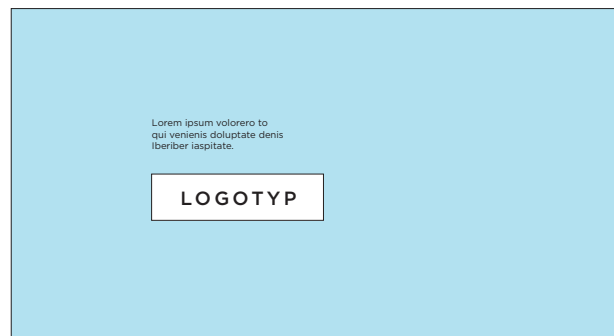 Lorem ipsum volorero to
qui venienis doluptate denis
Iberiber iaspitate.
LOGOTYP